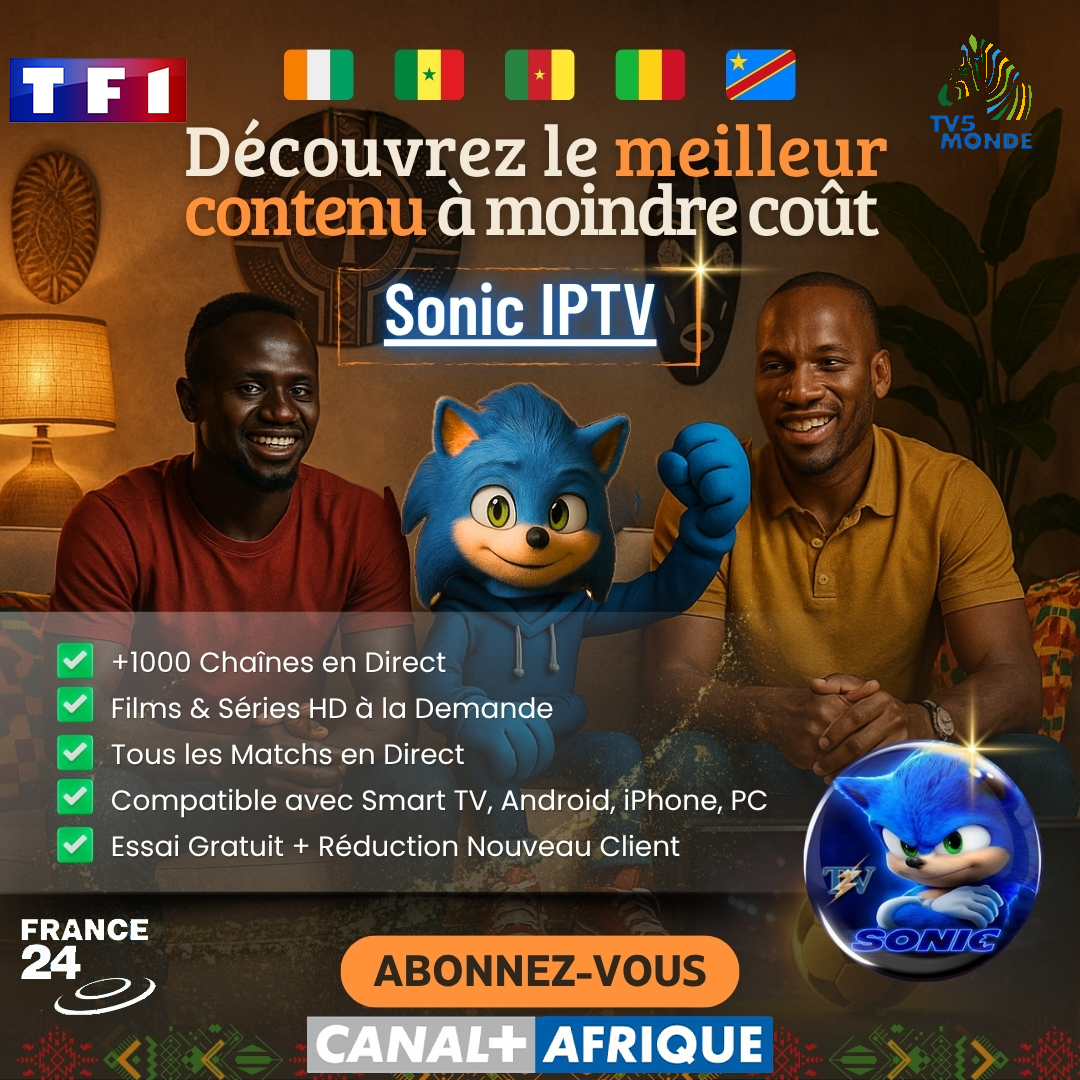 TF1
TV5
MONDE
Découvrez le meilleur
contenu à moindre coût
Sonic IPTV
+1000 Chaînes en Direct
Films & Séries HD à la Demande
Tous les Matchs en Direct
Compatible avec Smart TV, Android, iPhone, PC
Essai Gratuit + Réduction Nouveau Client
TV
SONIC
FRANCE
24
ABONNEZ-VOUS
CANAL+ AFRIQUE